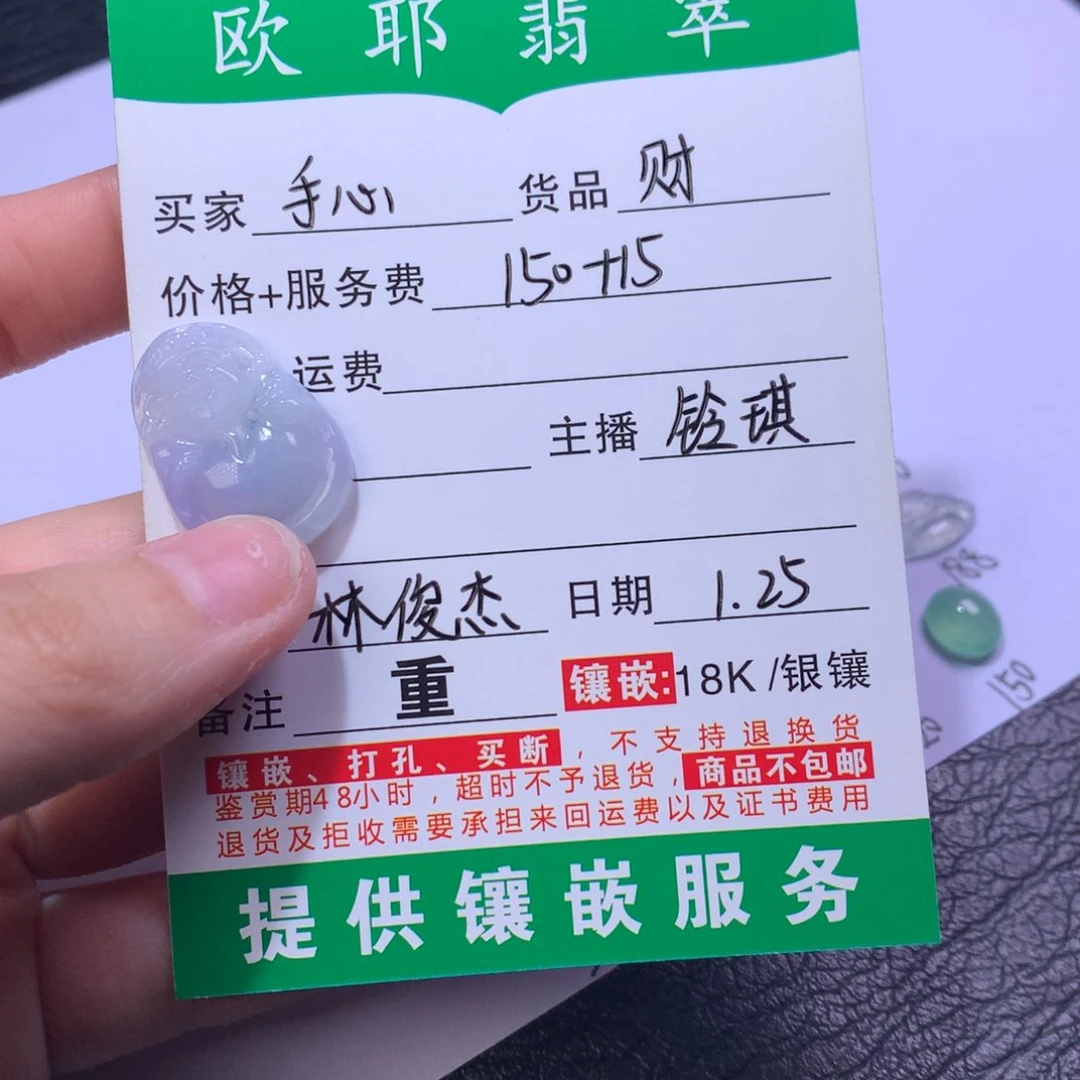 欧耶翡翠
买家 手心 货品 财
价格+服务费 150+15
运费
主播 铃琪
林俊杰 日期 1.25
备注 重 镶嵌:18K/银镶
镶嵌、打孔、买断,不支持退换货
鉴赏期48小时,超时不予退货,商品不包邮
退货及拒收需要承担来回运费以及证书费用
提供镶嵌服务
88
150